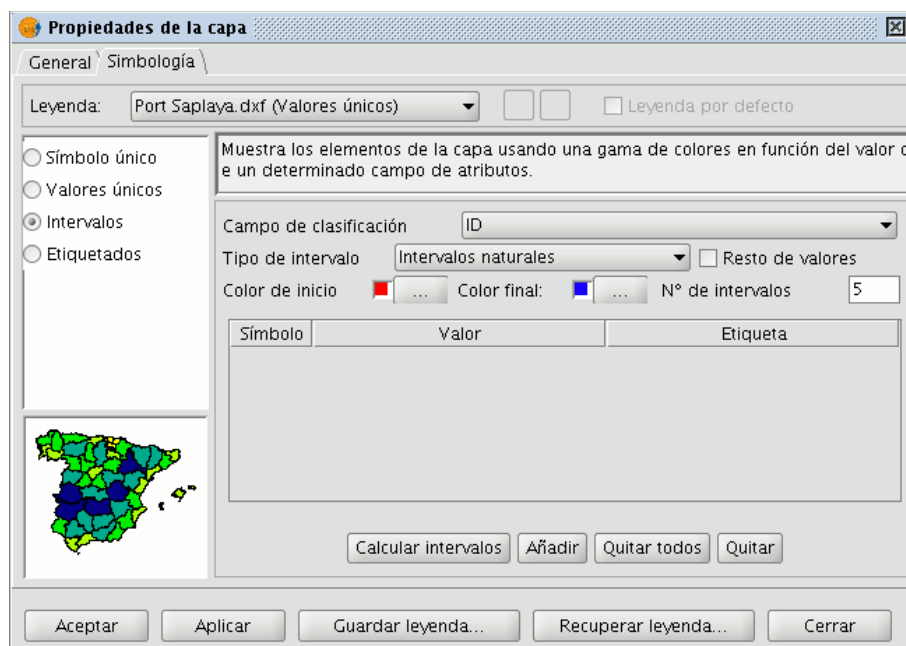 Propiedades de la capa
General Simbología
Leyenda: Port Saplaya.dxf (Valores únicos) Leyenda por defecto
Símbolo único
Valores únicos
Intervalos
Etiquetados
Muestra los elementos de la capa usando una gama de colores en función del valor d
e un determinado campo de atributos.
Campo de clasificación ID
Tipo de intervalo Intervalos naturales Resto de valores
Color de inicio ... Color final: ... Nº de intervalos 5
Símbolo Valor Etiqueta
Calcular intervalos Añadir Quitar todos Quitar
Aceptar Aplicar Guardar leyenda... Recuperar leyenda... Cerrar